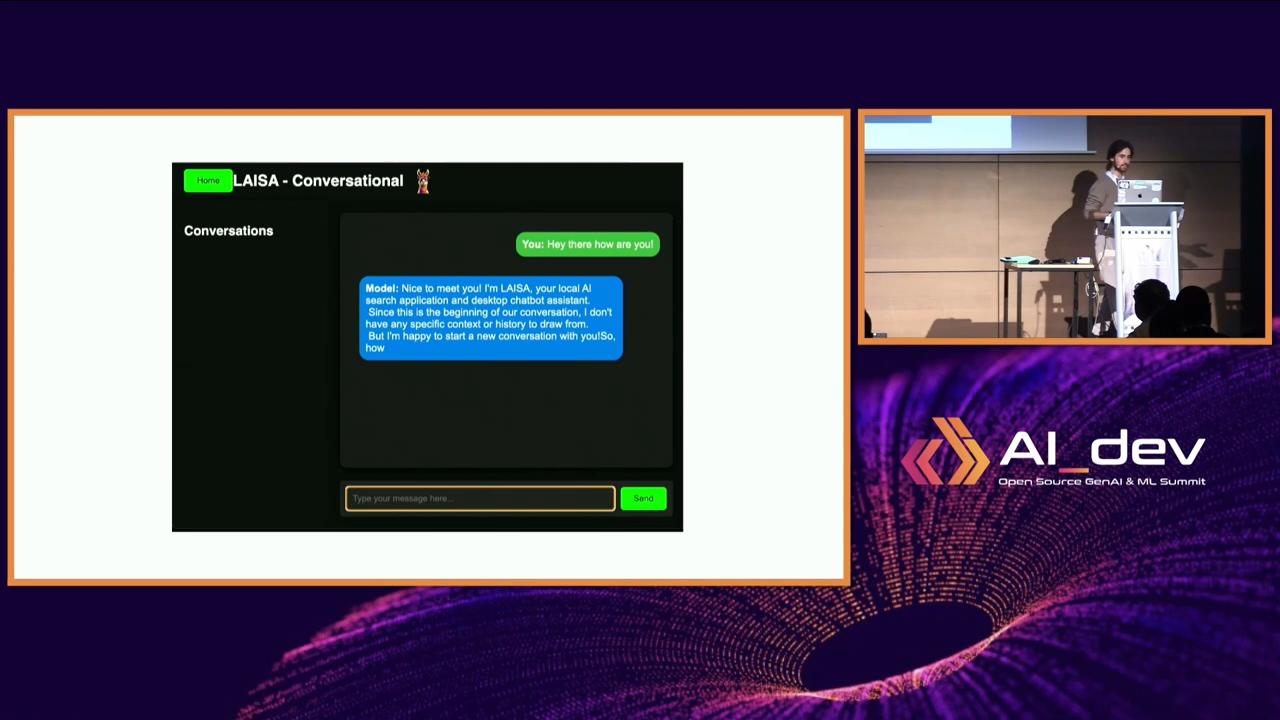 Home
LAISA - Conversational
Conversations
You: Hey there how are you!
Model: Nice to meet you! I'm LAISA, your local AI
search application and desktop chatbot assistant.
Since this is the beginning of our conversation, I don't
have any specific context or history to draw from.
But I'm happy to start a new conversation with you!So,
how
Type your message here...
Send
AI_dev
Open Source GenAI & ML Summit